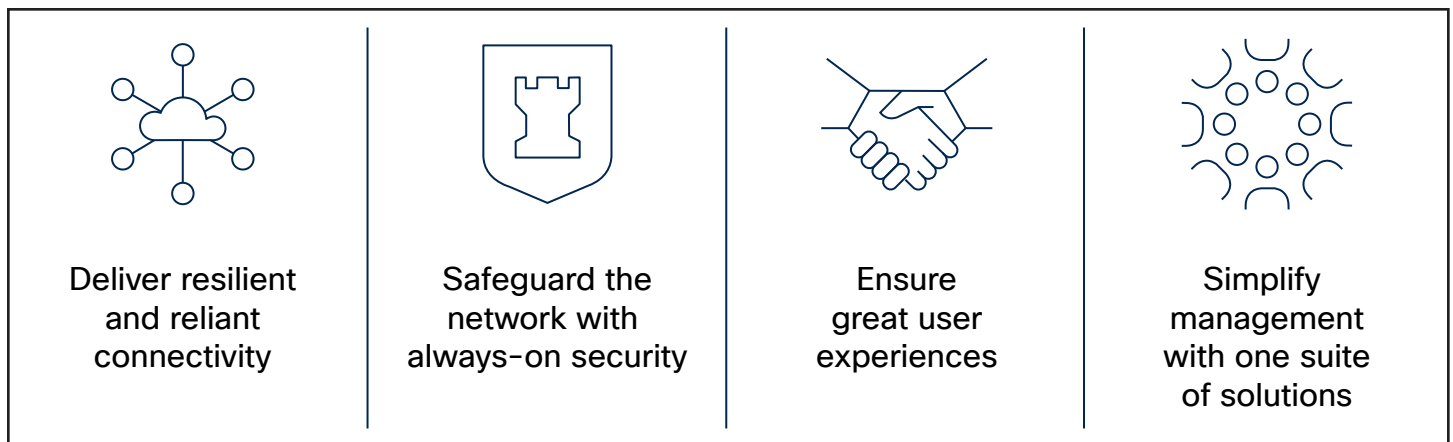 Deliver resilient
and reliant
connectivity
Safeguard the
network with
always-on security
Ensure
great user
experiences
Simplify
management
with one suite
of solutions